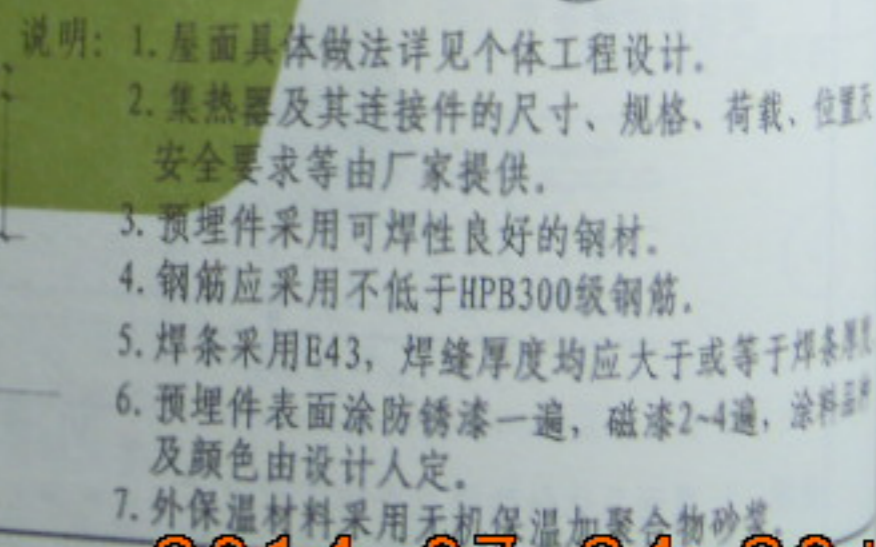 说明：1. 屋面具体做法详见个体工程设计.
2. 集热器及其连接件的尺寸、规格、荷载、位置及
安全要求等由厂家提供.
3. 预埋件采用可焊性良好的钢材.
4. 钢筋应采用不低于HPB300级钢筋.
5. 焊条采用E43，焊缝厚度均应大于或等于焊条厚度
6. 预埋件表面涂防锈漆一遍，磁漆2~4遍，涂料品种
及颜色由设计人定。
7. 外保温材料采用无机保温加聚合物砂浆.